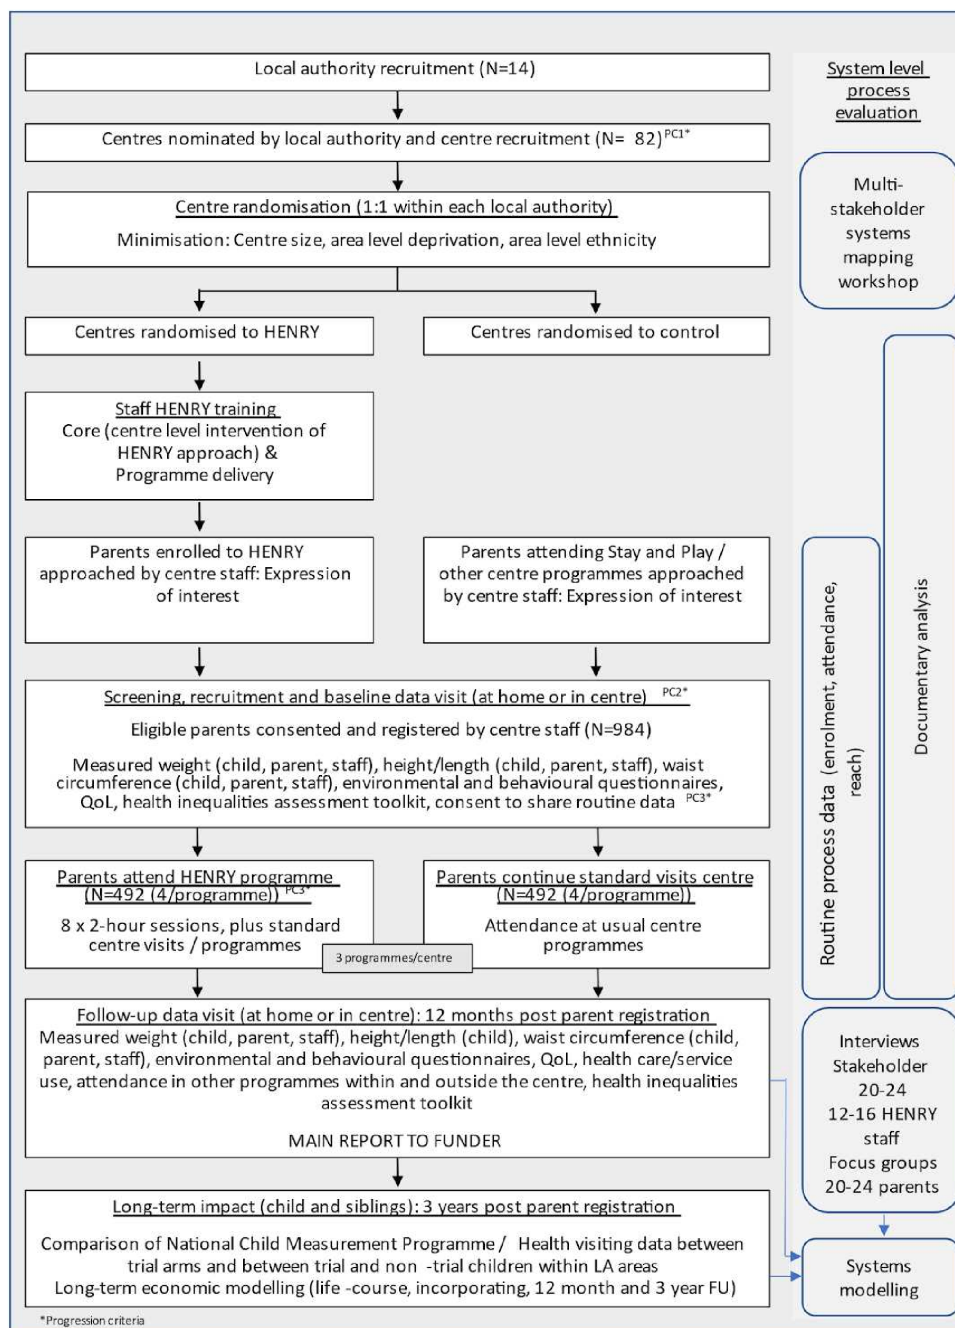 Local authority recruitment (N=14)
Centres nominated by local authority and centre recruitment (N= 82)PC1*
Centre randomisation (1:1 within each local authority)
Minimisation: Centre size, area level deprivation, area level ethnicity
Centres randomised to HENRY
Centres randomised to control
Staff HENRY training
Core (centre level intervention of
HENRY approach) &
Programme delivery
Parents enrolled to HENRY
approached by centre staff: Expression
of interest
Parents attending Stay and Play /
other centre programmes approached
by centre staff: Expression of interest
Screening, recruitment and baseline data visit (at home or in centre) PC2*
Eligible parents consented and registered by centre staff (N=984)
Measured weight (child, parent, staff), height/length (child, parent, staff), waist
circumference (child, parent, staff), environmental and behavioural questionnaires,
QoL, health inequalities assessment toolkit, consent to share routine data PC3*
Parents attend HENRY programme
(N=492 (4/programme)) PC3*
8 x 2-hour sessions, plus standard
centre visits / programmes
Parents continue standard visits centre
(N=492 (4/programme))
Attendance at usual centre
programmes
3 programmes/centre
Follow-up data visit (at home or in centre): 12 months post parent registration
Measured weight (child, parent, staff), height/length (child), waist circumference (child,
parent, staff), environmental and behavioural questionnaires, QoL, health care/service
use, attendance in other programmes within and outside the centre, health inequalities
assessment toolkit
MAIN REPORT TO FUNDER
Long-term impact (child and siblings): 3 years post parent registration
Comparison of National Child Measurement Programme / Health visiting data between
trial arms and between trial and non -trial children within LA areas
Long-term economic modelling (life -course, incorporating, 12 month and 3 year FU)
*Progression criteria
System level
process
evaluation
Multi-
stakeholder
systems
mapping
workshop
Routine process data (enrolment, attendance,
reach)
Documentary analysis
Interviews
Stakeholder
20-24
12-16 HENRY
staff
Focus groups
20-24 parents
Systems
modelling